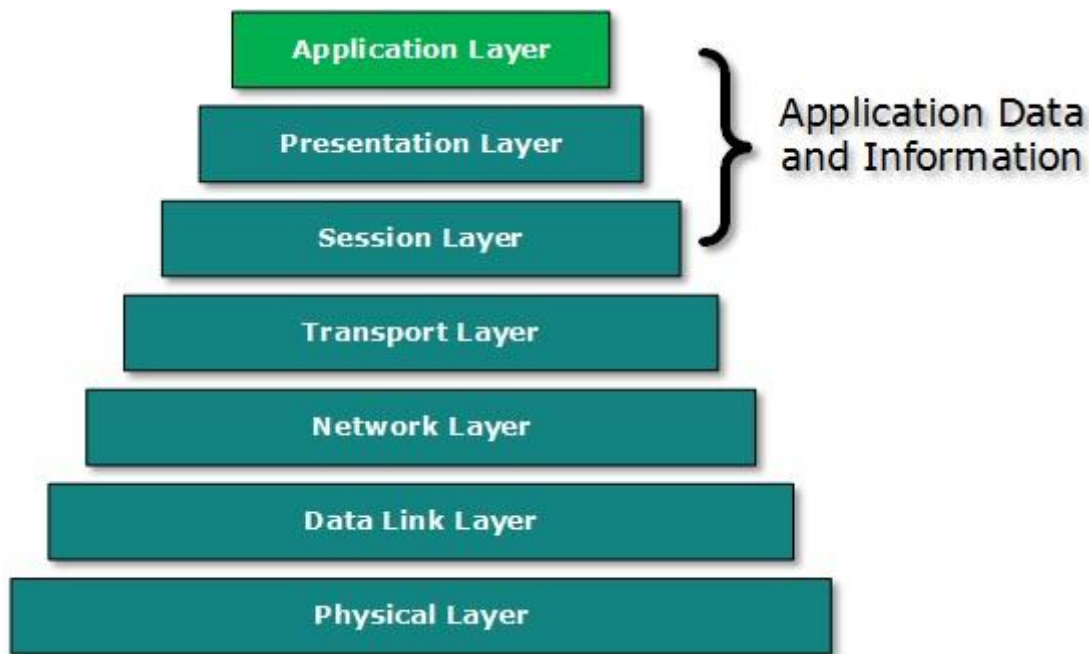 Application Layer
Presentation Layer
Session Layer
Transport Layer
Network Layer
Data Link Layer
Physical Layer
Application Data
and Information